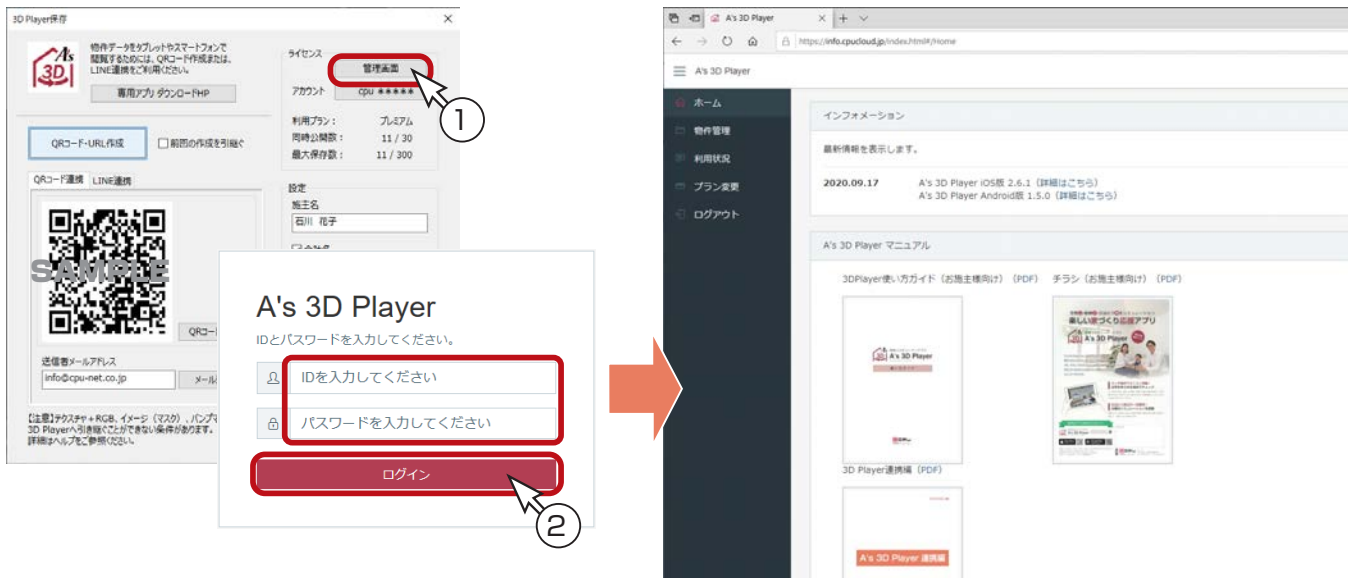 3D Player保存
A's
3D
物件データをタブレットやスマートフォンで
閲覧するためには、QRコード作成または、
LINE連携をご利用ください。
専用アプリ ダウンロードHP
ライセンス
管理画面
アカウント
cpu *****
①
利用プラン： プレミアム
同時公開数： 11 / 30
最大保存数： 11 / 300
QRコード・URL作成
前回の作成を引継ぐ
QRコード連携
LINE連携
SAMPLE
設定
施主名
石川 花子
送信者メールアドレス
info@cpu-net.co.jp
【注意】テクスチャ+RGB、イメージ（マスク）、バンプマ
3D Playerへ引き継ぐことができない条件があります。
詳細はヘルプをご参照ください。
A's 3D Player
IDとパスワードを入力してください。
IDを入力してください
パスワードを入力してください
ログイン
②
A's 3D Player
https://info.cpucloud.jp/index.html#/Home
A's 3D Player
ホーム
物件管理
利用状況
プラン変更
ログアウト
インフォメーション
最新情報を表示します。
2020.09.17 A's 3D Player iOS版 2.6.1（詳細はこちら）
A's 3D Player Android版 1.5.0（詳細はこちら）
A's 3D Player マニュアル
3DPlayer使い方ガイド（お施主様向け）（PDF）
チラシ（お施主様向け）（PDF）
A's 3D Player
楽しい家づくり応援アプリ
A's 3D Player
3D Player連携編（PDF）
A's 3D Player 連携編